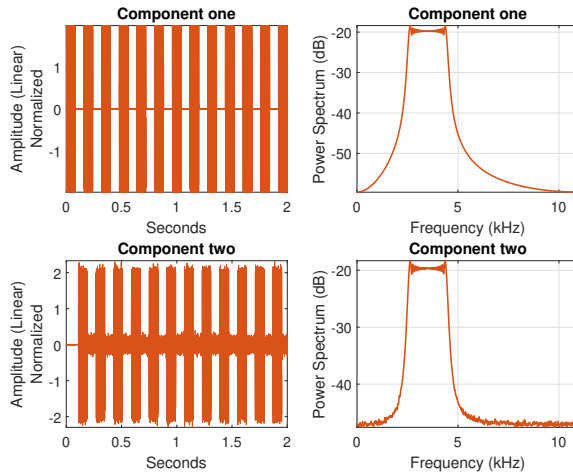 Component one
Amplitude (Linear)
Normalized
1
0
-1
0
0.5
1
1.5
2
Seconds
Component one
Power Spectrum (dB)
-20
-30
-40
-50
0
5
10
Frequency (kHz)
Component two
Amplitude (Linear)
Normalized
2
1
0
-1
-2
0
0.5
1
1.5
2
Seconds
Component two
Power Spectrum (dB)
-20
-30
-40
0
5
10
Frequency (kHz)